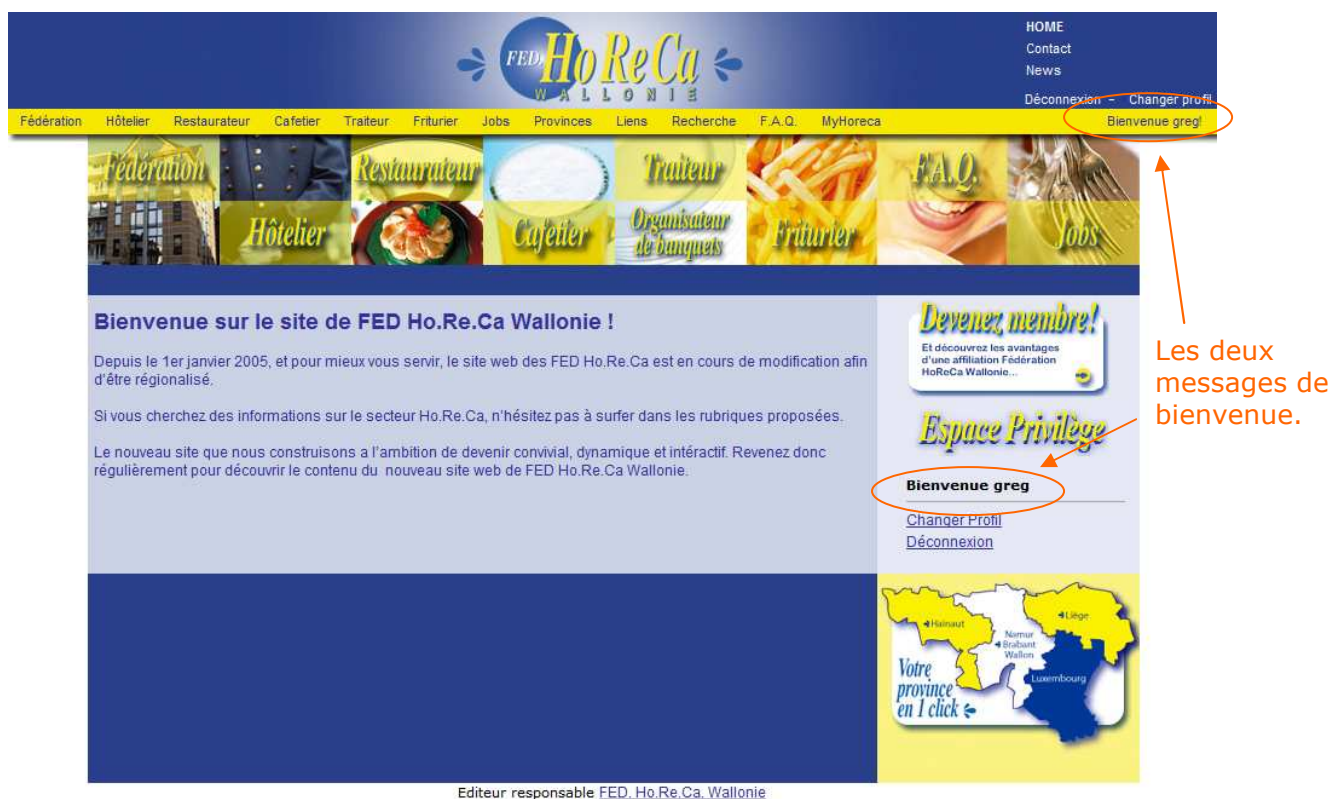 HOME
Contact
News
FED. Ho Re Ca
WALLONIE
Déconnexion – Changer profil
Fédération Hôtelier Restaurateur Cafetier Traiteur Friturier Jobs Provinces Liens Recherche F.A.Q. MyHoreca Bienvenue greg!
Fédération Restaurateur Traiteur F.A.Q.
Hôtelier Cafetier Organisateur de banquets Friturier Jobs
Bienvenue sur le site de FED Ho.Re.Ca Wallonie !
Depuis le 1er janvier 2005, et pour mieux vous servir, le site web des FED Ho.Re.Ca est en cours de modification afin
d'être régionalisé.
Si vous cherchez des informations sur le secteur Ho.Re.Ca, n'hésitez pas à surfer dans les rubriques proposées.
Le nouveau site que nous construisons a l'ambition de devenir convivial, dynamique et intéractif. Revenez donc
régulièrement pour découvrir le contenu du nouveau site web de FED Ho.Re.Ca Wallonie.
Devenez membre!
Et découvrez les avantages
d'une affiliation Fédération
HoReCa Wallonie...
Espace Privilège
Bienvenue greg
Changer Profil
Déconnexion
Les deux
messages de
bienvenue.
Hainaut
Liège
Namur
Brabant
Wallon
Luxembourg
Votre
province
en 1 click
Editeur responsable FED. Ho.Re.Ca. Wallonie